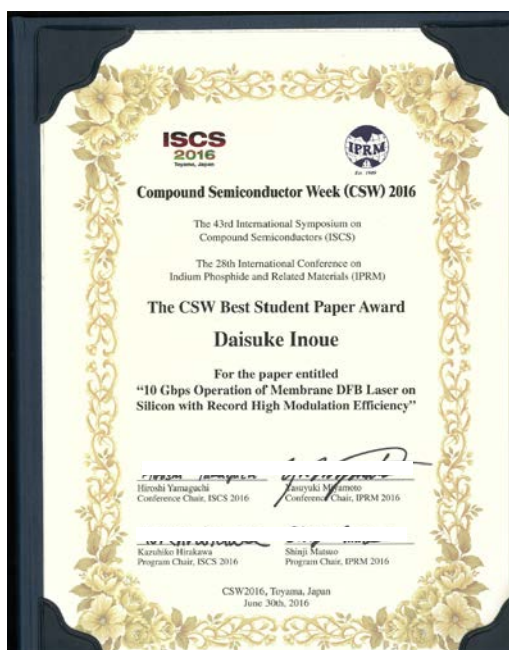 ISCS
2016
Toyama, Japan
IPRM
Est. 1989
Compound Semiconductor Week (CSW) 2016
The 43rd International Symposium on
Compound Semiconductors (ISCS)
The 28th International Conference on
Indium Phosphide and Related Materials (IPRM)
The CSW Best Student Paper Award
Daisuke Inoue
For the paper entitled
“10 Gbps Operation of Membrane DFB Laser on
Silicon with Record High Modulation Efficiency”
Hiroshi Yamaguchi
Conference Chair, ISCS 2016
Yasuyuki Miyamoto
Conference Chair, IPRM 2016
Kazuhiko Hirakawa
Program Chair, ISCS 2016
Shinji Matsuo
Program Chair, IPRM 2016
CSW2016, Toyama, Japan
June 30th, 2016